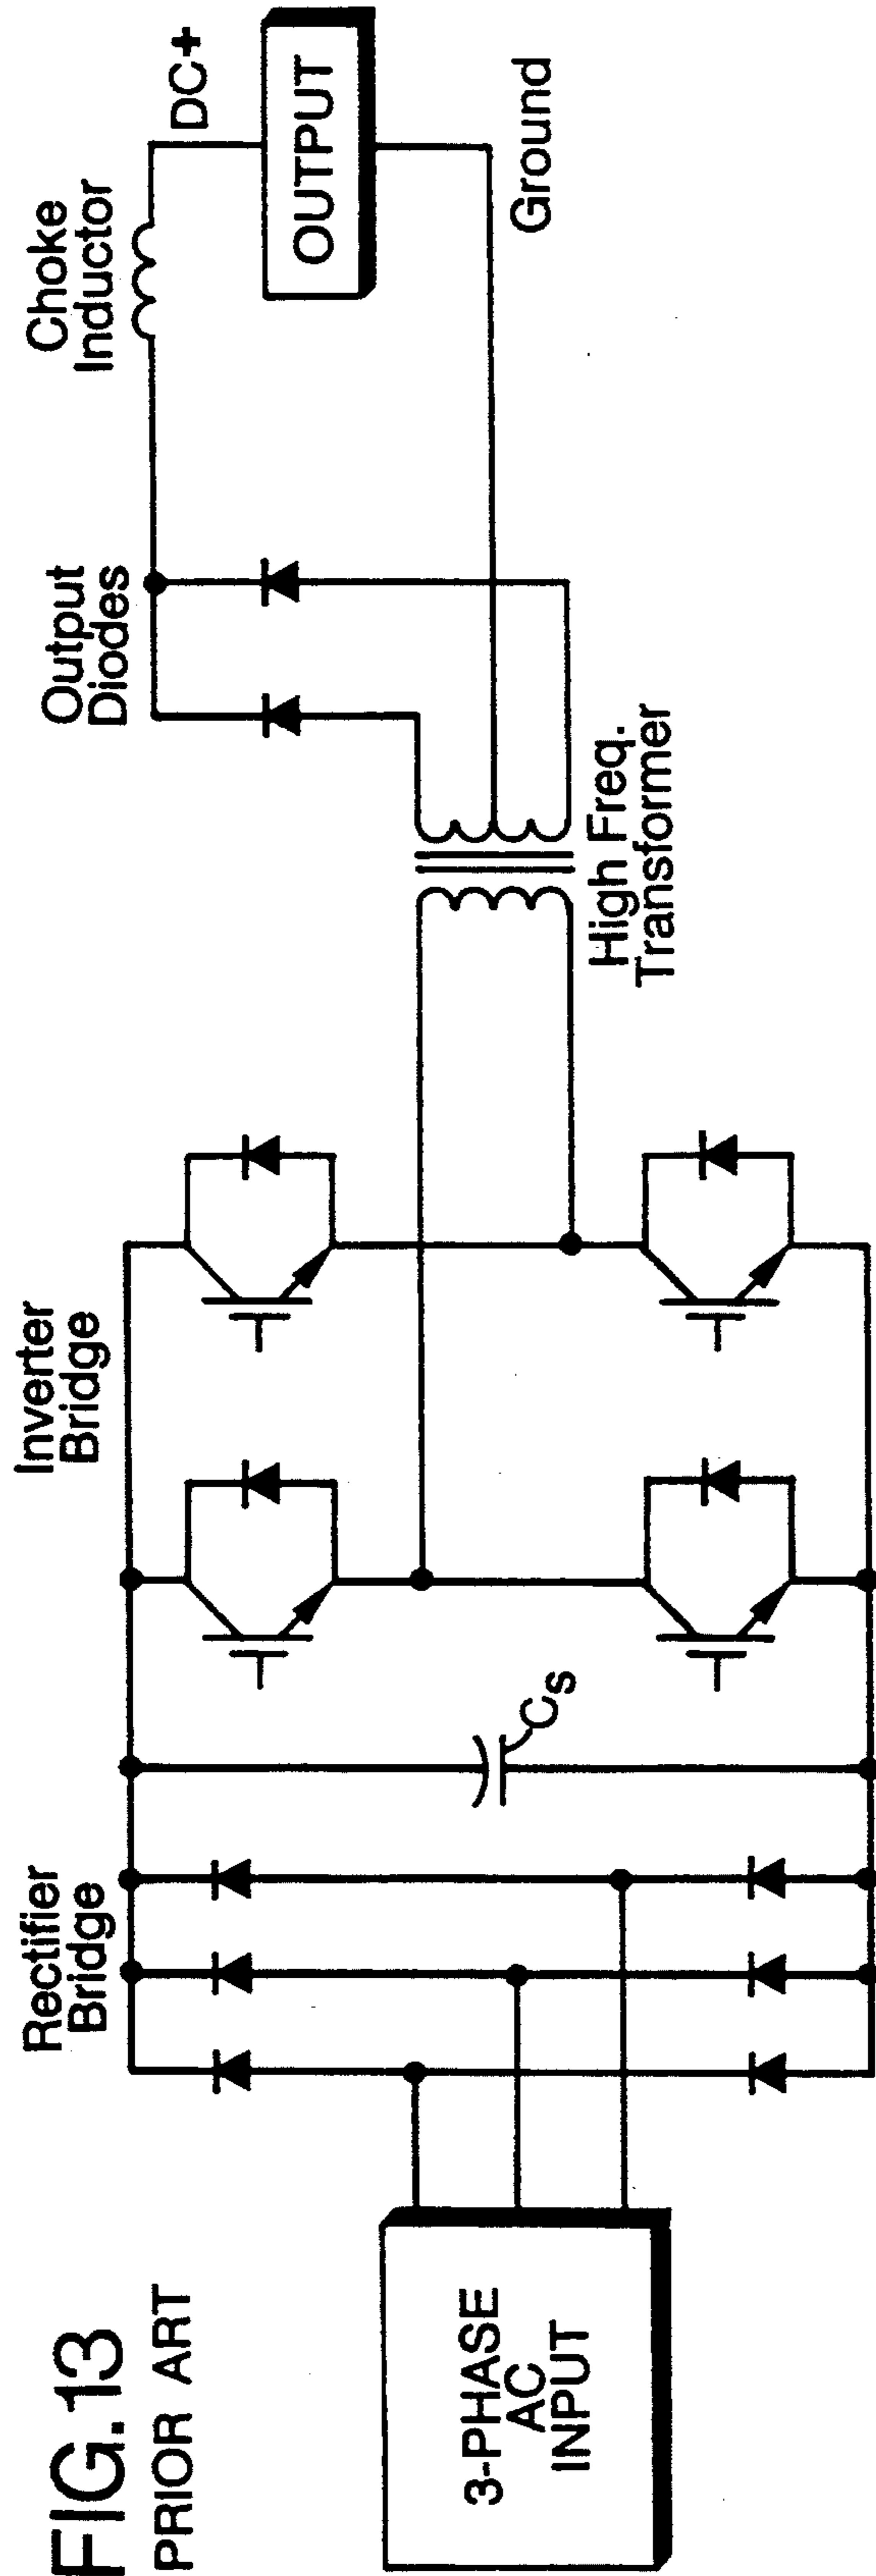 FIG.13
PRIOR ART
3-PHASE
AC
INPUT
Rectifier
Bridge
Cs
Inverter
Bridge
High Freq.
Transformer
Output
Diodes
Choke
Inductor
DC+
OUTPUT
Ground